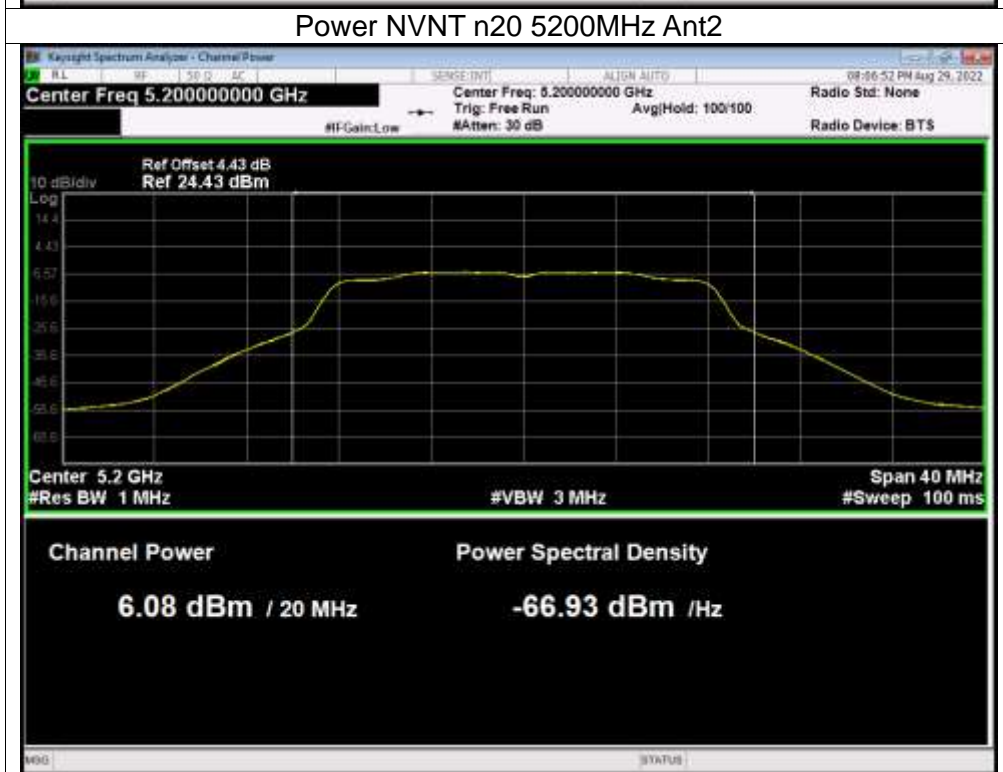 Power NVNT n20 5200MHz Ant2
Keysight Spectrum Analyzer - Channel Power
RL RF 50 Ω AC SENSE:INT ALIGN AUTO 08:06:52 PM Aug 29, 2022
Center Freq 5.200000000 GHz Center Freq: 5.200000000 GHz Radio Std: None
Trig: Free Run Avg|Hold: 100/100
#IFGain:Low #Atten: 30 dB Radio Device: BTS
Ref Offset 4.43 dB
10 dB/div Ref 24.43 dBm
Log
14.4
4.43
-5.57
-15.6
-25.6
-35.6
-45.6
-55.6
-65.6
Center 5.2 GHz Span 40 MHz
#Res BW 1 MHz #VBW 3 MHz #Sweep 100 ms
Channel Power Power Spectral Density
6.08 dBm / 20 MHz -66.93 dBm /Hz
MSG STATUS